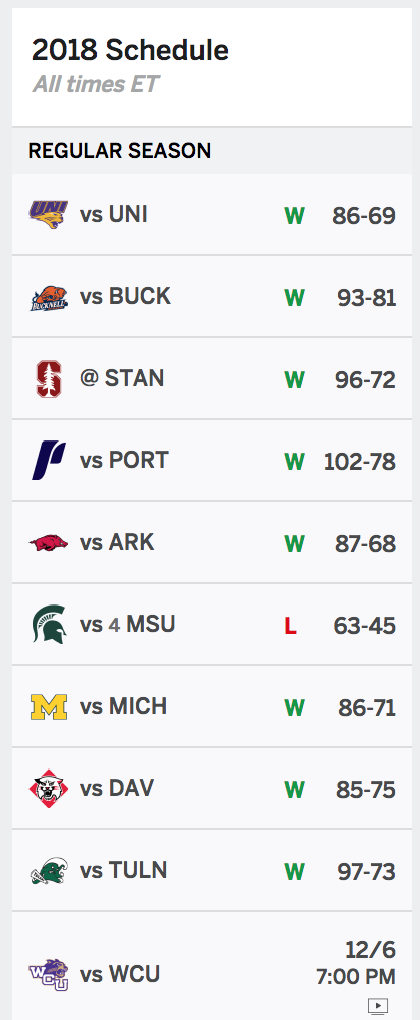 2018 Schedule
All times ET
REGULAR SEASON
UNI vs UNI W 86-69
BUCKNELL vs BUCK W 93-81
S @ STAN W 96-72
P vs PORT W 102-78
vs ARK W 87-68
vs 4 MSU L 63-45
M vs MICH W 86-71
vs DAV W 85-75
vs TULN W 97-73
WCU vs WCU 12/6
7:00 PM